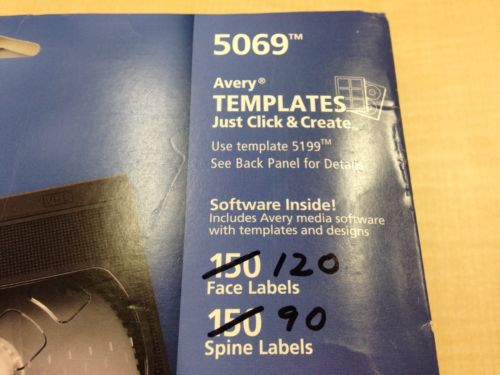 5069™
Avery®
TEMPLATES
Just Click & Create
Use template 5199™
See Back Panel for Details
Software Inside!
Includes Avery media software
with templates and designs
150 120
Face Labels
150 90
Spine Labels